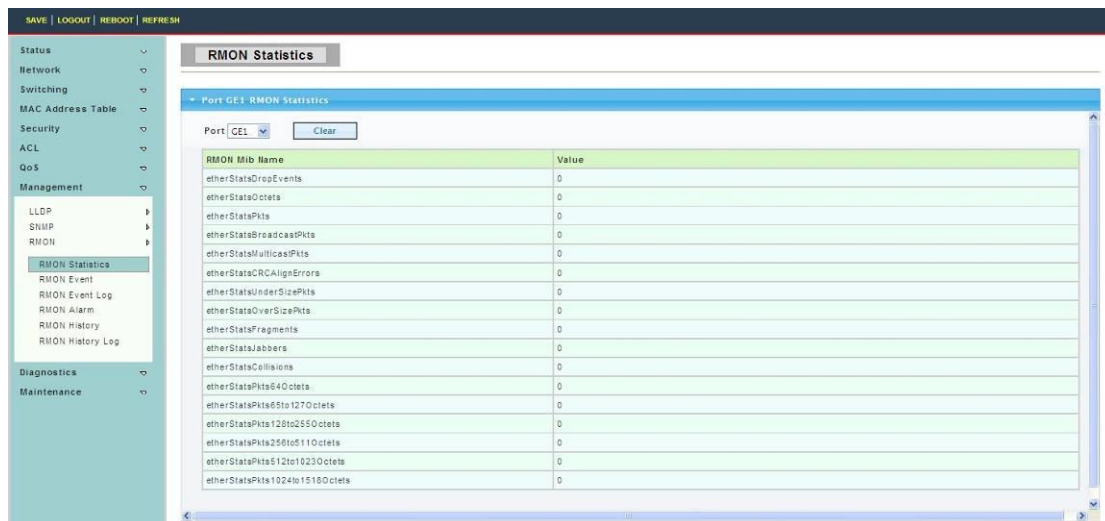 SAVE | LOGOUT | REBOOT | REFRESH
Status
Network
Switching
MAC Address Table
Security
ACL
QoS
Management
LLDP
SNMP
RMON
RMON Statistics
RMON Event
RMON Event Log
RMON Alarm
RMON History
RMON History Log
Diagnostics
Maintenance
RMON Statistics
Port GE1 RMON Statistics
Port GE1 Clear
RMON Mib Name Value
etherStatsDropEvents 0
etherStatsOctets 0
etherStatsPkts 0
etherStatsBroadcastPkts 0
etherStatsMulticastPkts 0
etherStatsCRCAlignErrors 0
etherStatsUnderSizePkts 0
etherStatsOverSizePkts 0
etherStatsFragments 0
etherStatsJabbers 0
etherStatsCollisions 0
etherStatsPkts64Octets 0
etherStatsPkts65to127Octets 0
etherStatsPkts128to255Octets 0
etherStatsPkts256to511Octets 0
etherStatsPkts512to1023Octets 0
etherStatsPkts1024to1518Octets 0